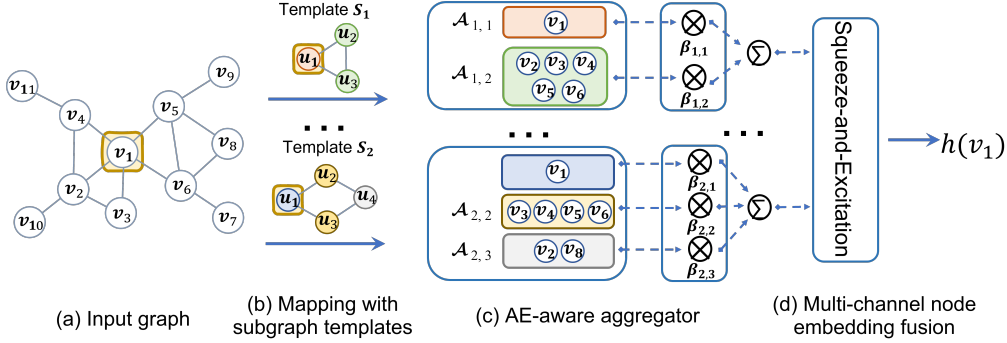 Template S₁
u₂
u₁
u₃
v₁₁
v₉
v₄
v₅
v₁
v₈
v₂
v₆
v₃
v₁₀
v₇
Template S₂
u₂
u₁
u₄
u₃
𝒜₁,₁ v₁
𝒜₁,₂ v₂ v₃ v₄
v₅ v₆
v₁
𝒜₂,₂ v₃ v₄ v₅ v₆
𝒜₂,₃ v₂ v₈
β₁,₁
β₁,₂
Σ
β₂,₁
β₂,₂
β₂,₃
Σ
Squeeze-and-Excitation
h(v₁)
(a) Input graph
(b) Mapping with
subgraph templates
(c) AE-aware aggregator
(d) Multi-channel node
embedding fusion